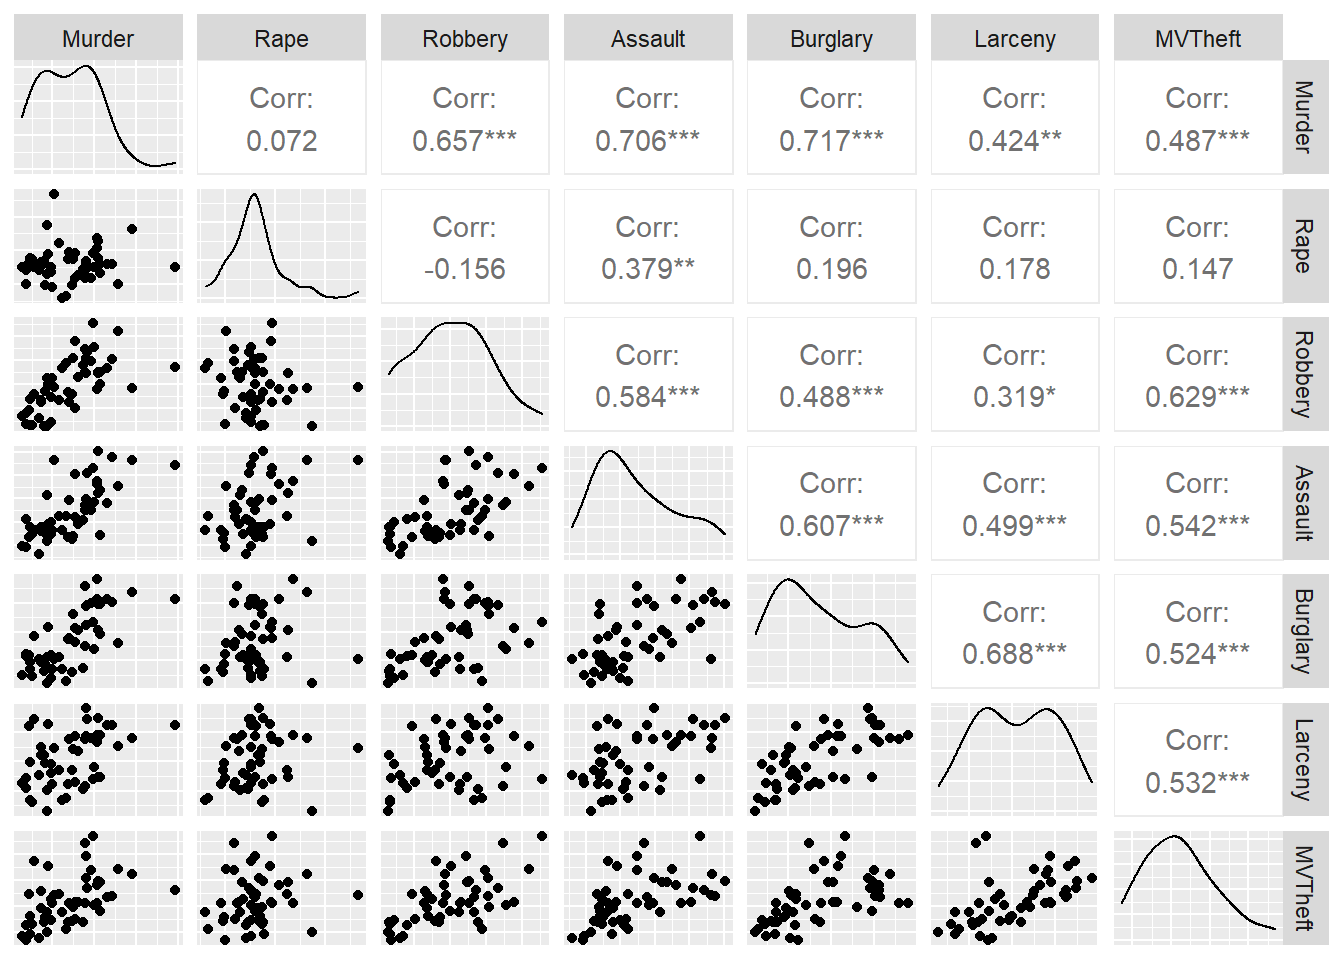 Murder Rape Robbery Assault Burglary Larceny MVTheft
Corr: Corr: Corr: Corr: Corr: Corr:
0.072 0.657*** 0.706*** 0.717*** 0.424** 0.487***
Murder
Corr: Corr: Corr: Corr: Corr:
-0.156 0.379** 0.196 0.178 0.147
Rape
Corr: Corr: Corr: Corr:
0.584*** 0.488*** 0.319* 0.629***
Robbery
Corr: Corr: Corr:
0.607*** 0.499*** 0.542***
Assault
Corr: Corr:
0.688*** 0.524***
Burglary
Corr:
0.532***
Larceny
MVTheft